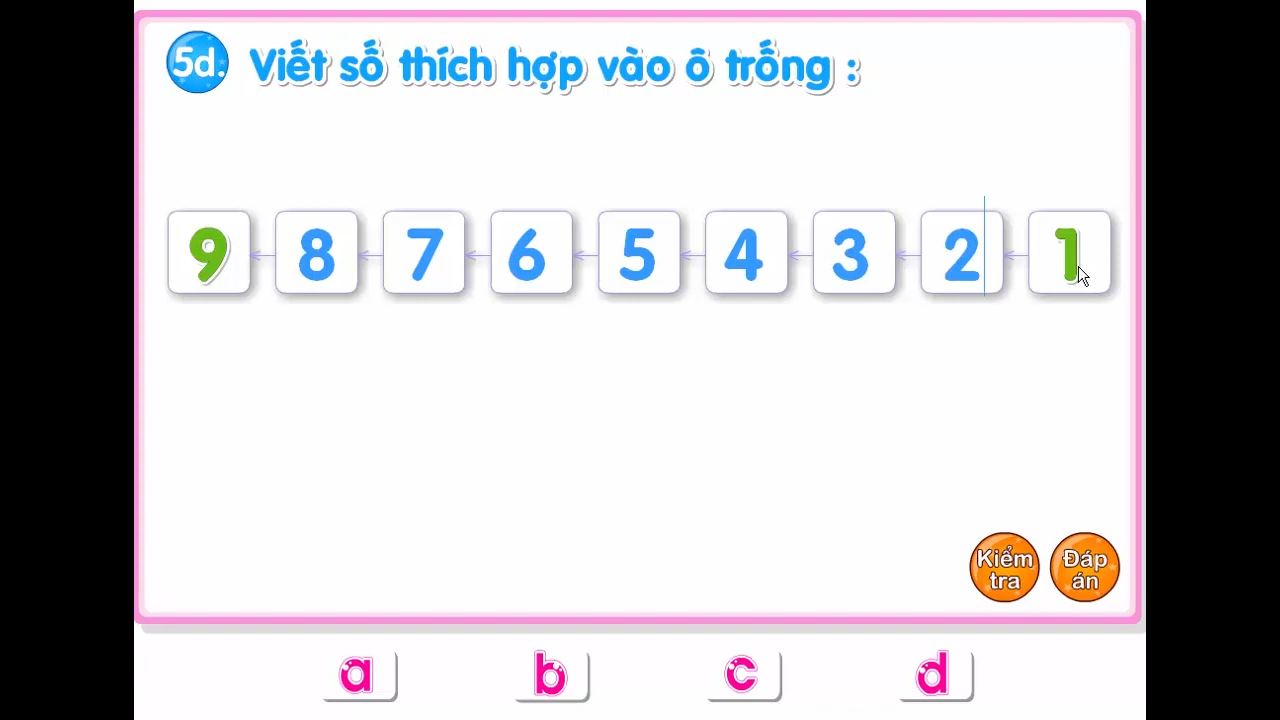 5d. Viết số thích hợp vào ô trống :
9 8 7 6 5 4 3 2 1
Kiểm tra
Đáp án
a b c d